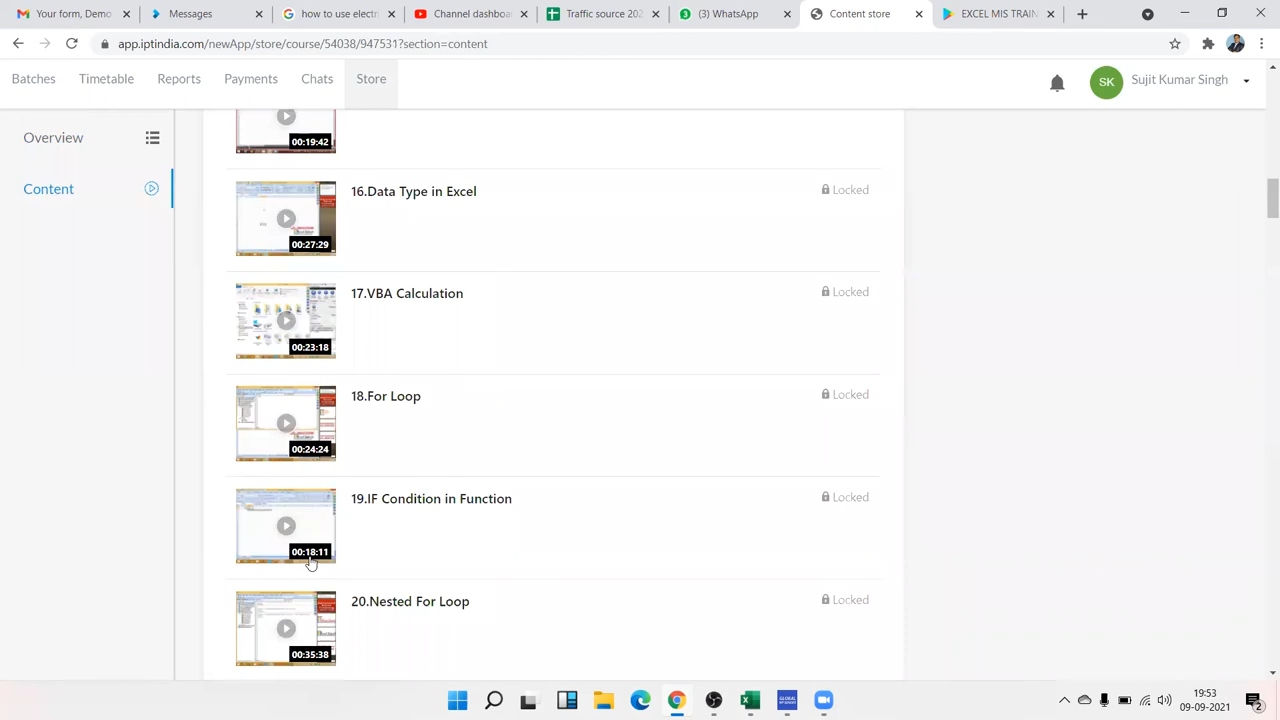 Your form, Demo
Messages
how to use electr
Channel dashboa
Traffic source 202
(3) WhatsApp
Content store
EXCEL MIS TRAIN
app.iptindia.com/newApp/store/course/54038/947531?section=content
Batches
Timetable
Reports
Payments
Chats
Store
SK
Sujit Kumar Singh
Overview
Content
00:19:42
16.Data Type in Excel
Locked
00:27:29
17.VBA Calculation
Locked
00:23:18
18.For Loop
Locked
00:24:24
19.IF Condition in Function
Locked
00:18:11
20.Nested For Loop
Locked
00:35:38
19:53
09-09-2021
2